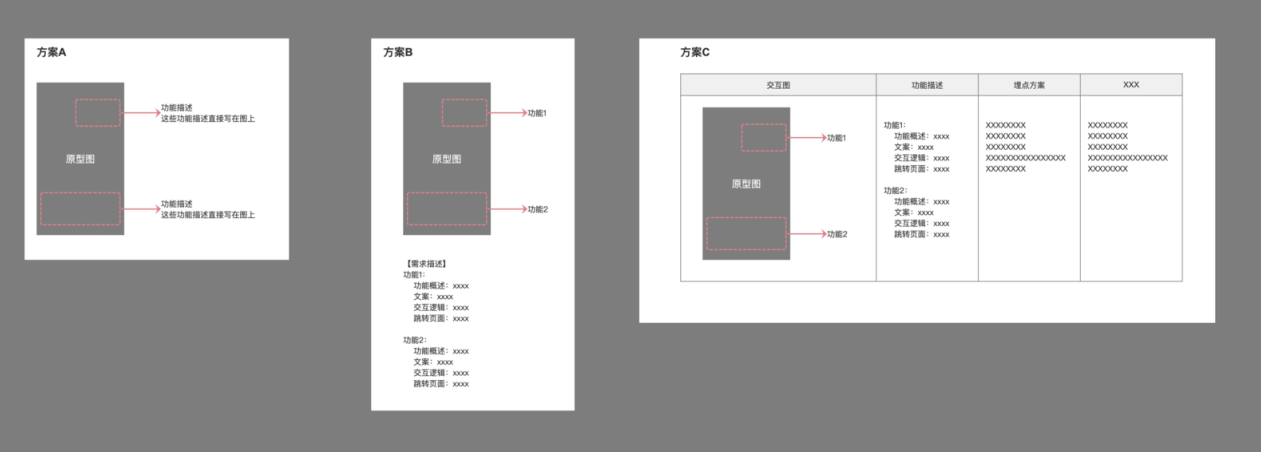 方案A
功能描述
这些功能描述直接写在图上
原型图
功能描述
这些功能描述直接写在图上
方案B
功能1
原型图
功能2
【需求描述】
功能1：
功能概述：xxxx
文案：xxxx
交互逻辑：xxxx
跳转页面：xxxx
功能2：
功能概述：xxxx
文案：xxxx
交互逻辑：xxxx
跳转页面：xxxx
方案C
交互图
功能描述
埋点方案
XXX
功能1
原型图
功能2
功能1：
功能概述：xxxx
文案：xxxx
交互逻辑：xxxx
跳转页面：xxxx
功能2：
功能概述：xxxx
文案：xxxx
交互逻辑：xxxx
跳转页面：xxxx
XXXXXXXX
XXXXXXXX
XXXXXXXX
XXXXXXXXXXXXXXXX
XXXXXXXX
XXXXXXXX
XXXXXXXX
XXXXXXXX
XXXXXXXXXXXXXXXX
XXXXXXXX